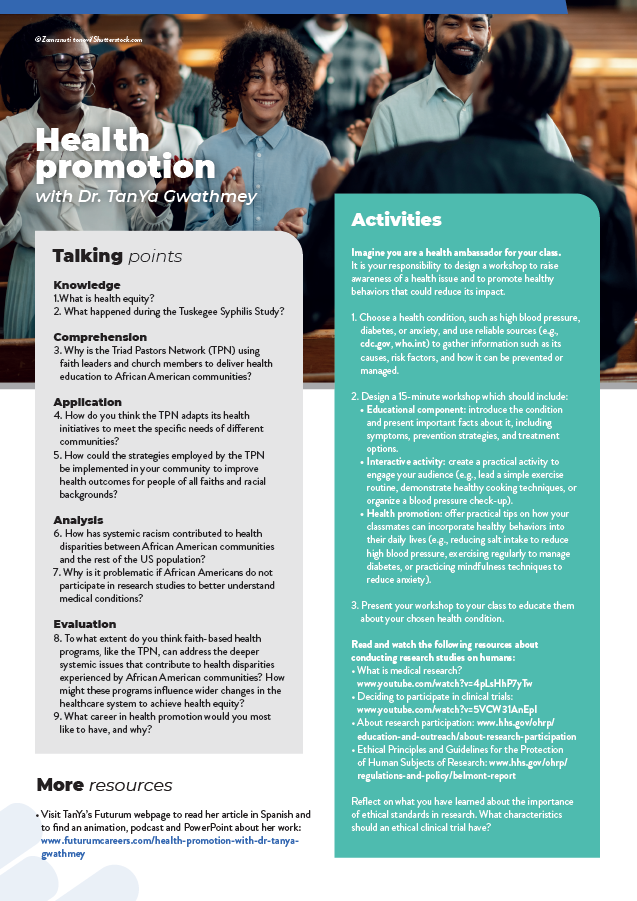 Health
promotion
with Dr. TanYa Gwathmey
Talking points
Knowledge
1.What is health equity?
2. What happened during the Tuskegee Syphilis Study?
Comprehension
3. Why is the Triad Pastors Network (TPN) using
faith leaders and church members to deliver health
education to African American communities?
Application
4. How do you think the TPN adapts its health
initiatives to meet the specific needs of different
communities?
5. How could the strategies employed by the TPN
be implemented in your community to improve
health outcomes for people of all faiths and racial
backgrounds?
Analysis
6. How has systemic racism contributed to health
disparities between African American communities
and the rest of the US population?
7. Why is it problematic if African Americans do not
participate in research studies to better understand
medical conditions?
Evaluation
8. To what extent do you think faith-based health
programs, like the TPN, can address the deeper
systemic issues that contribute to health disparities
experienced by African American communities? How
might these programs influence wider changes in the
healthcare system to achieve health equity?
9. What career in health promotion would you most
like to have, and why?
More resources
• Visit TanYa's Futurum webpage to read her article in Spanish and
to find an animation, podcast and PowerPoint about her work:
www.futurumcareers.com/health-promotion-with-dr-tanya-
gwathmey
Activities
Imagine you are a health ambassador for your class.
It is your responsibility to design a workshop to raise
awareness of a health issue and to promote healthy
behaviors that could reduce its impact.
1. Choose a health condition, such as high blood pressure,
diabetes, or anxiety, and use reliable sources (e.g.,
cdc.gov, who.int) to gather information such as its
causes, risk factors, and how it can be prevented or
managed.
2. Design a 15-minute workshop which should include:
• Educational component: introduce the condition
and present important facts about it, including
symptoms, prevention strategies, and treatment
options.
• Interactive activity: create a practical activity to
engage your audience (e.g., lead a simple exercise
routine, demonstrate healthy cooking techniques, or
organize a blood pressure check-up).
• Health promotion: offer practical tips on how your
classmates can incorporate healthy behaviors into
their daily lives (e.g., reducing salt intake to reduce
high blood pressure, exercising regularly to manage
diabetes, or practicing mindfulness techniques to
reduce anxiety).
3. Present your workshop to your class to educate them
about your chosen health condition.
Read and watch the following resources about
conducting research studies on humans:
• What is medical research?
www.youtube.com/watch?v=4pLsHhP7yTw
• Deciding to participate in clinical trials:
www.youtube.com/watch?v=5VCW31AnEpI
• About research participation: www.hhs.gov/ohrp/
education-and-outreach/about-research-participation
• Ethical Principles and Guidelines for the Protection
of Human Subjects of Research: www.hhs.gov/ohrp/
regulations-and-policy/belmont-report
Reflect on what you have learned about the importance
of ethical standards in research. What characteristics
should an ethical clinical trial have?